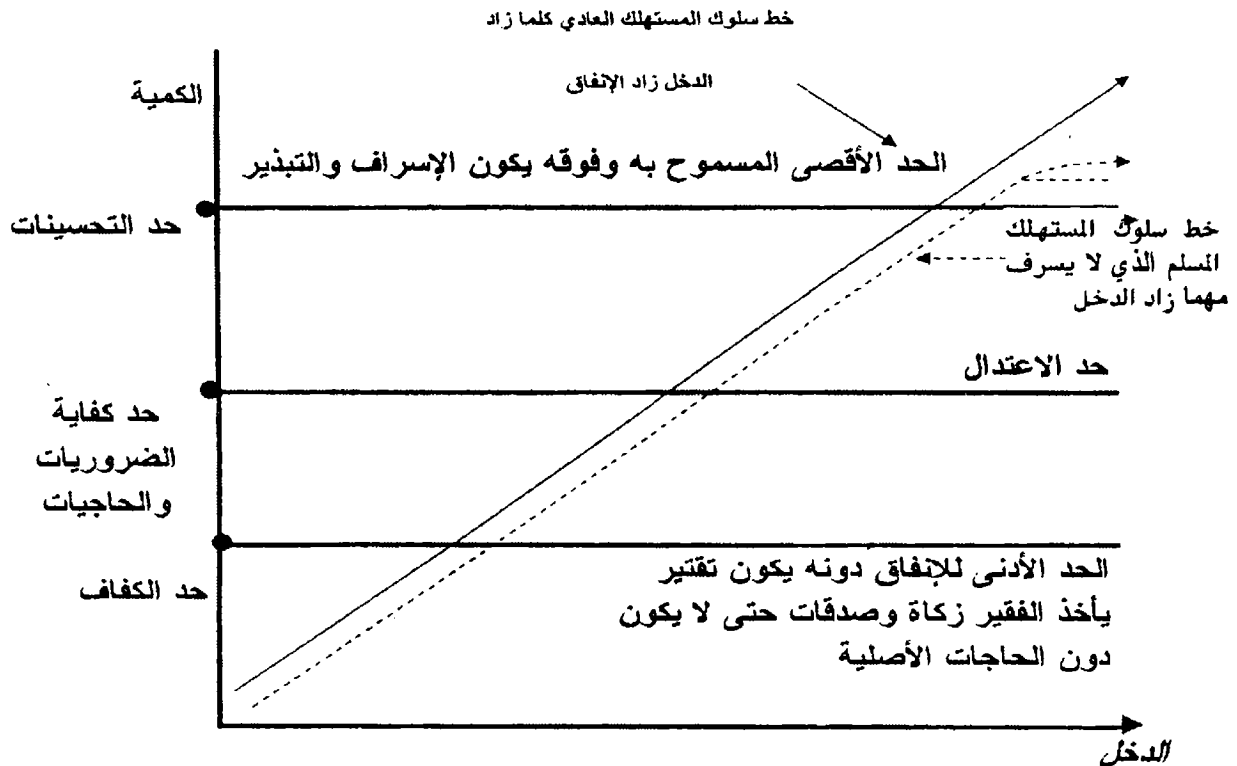 خط سلوك المستهلك العادي كلما زاد
الدخل زاد الإنفاق
الكمية
الحد الأقصى المسموح به وفوقه يكون الإسراف والتبذير
حد التحسينات
خط سلوك المستهلك
المسلم الذي لا يسرف
مهما زاد الدخل
حد الاعتدال
حد كفاية
الضروريات
والحاجيات
الحد الأدنى للإنفاق دونه يكون تقتير
يأخذ الفقير زكاة وصدقات حتى لا يكون
دون الحاجات الأصلية
حد الكفاف
الدخل